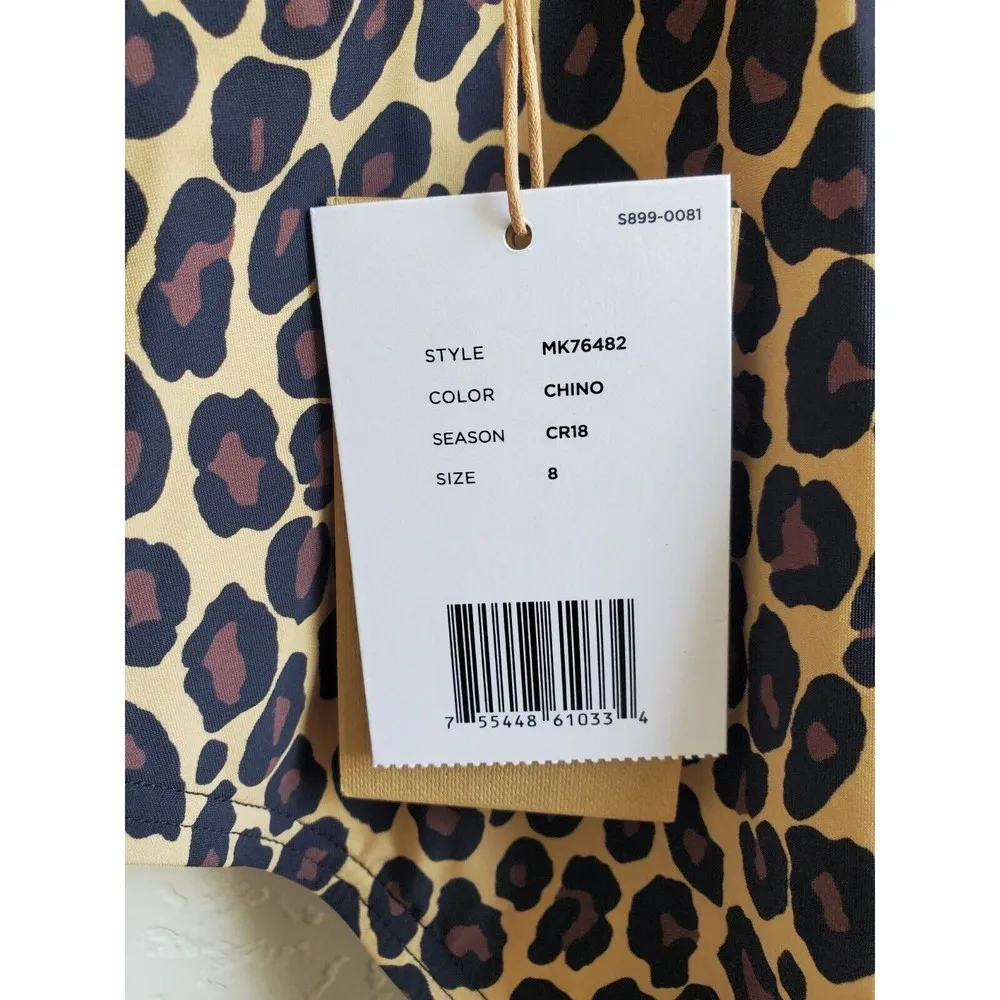 S899-0081
STYLE MK76482
COLOR CHINO
SEASON CR18
SIZE 8
7 55448 61033 4